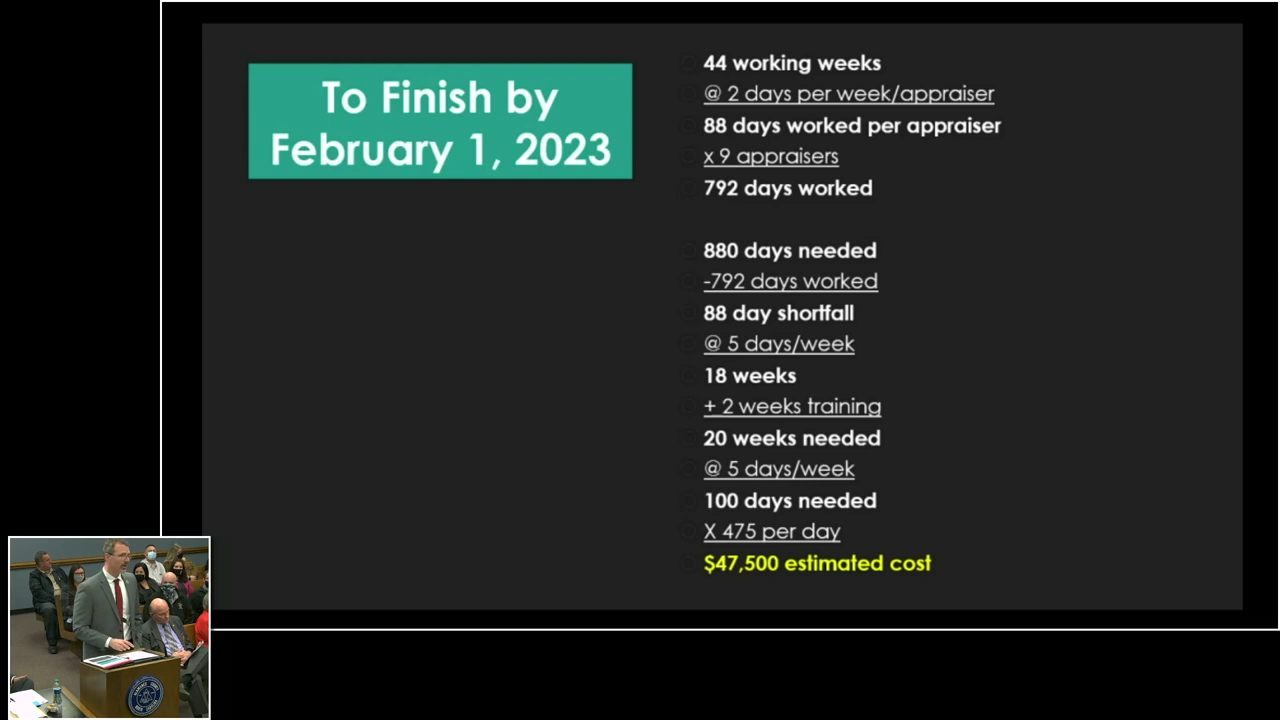 To Finish by
February 1, 2023
44 working weeks
@ 2 days per week/appraiser
88 days worked per appraiser
x 9 appraisers
792 days worked
880 days needed
-792 days worked
88 day shortfall
@ 5 days/week
18 weeks
+ 2 weeks training
20 weeks needed
@ 5 days/week
100 days needed
X 475 per day
$47,500 estimated cost